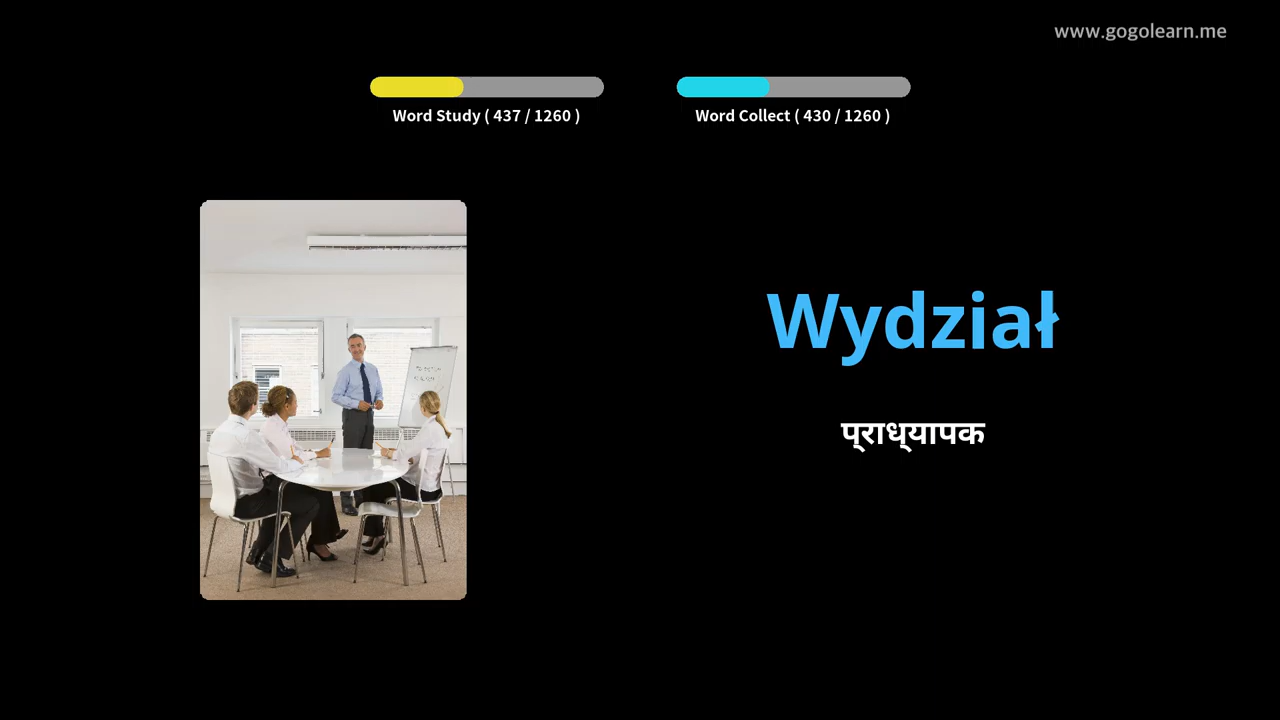 www.gogolearn.me
Word Study ( 437 / 1260 )
Word Collect ( 430 / 1260 )
Wydział
प्राध्यापक